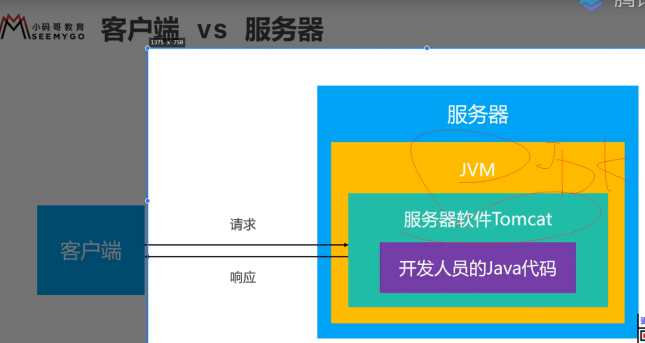 小码哥教育
SEEMYGO
客户端 vs 服务器
1375 x 750
服务器
JVM
服务器软件Tomcat
开发人员的Java代码
请求
客户端
响应